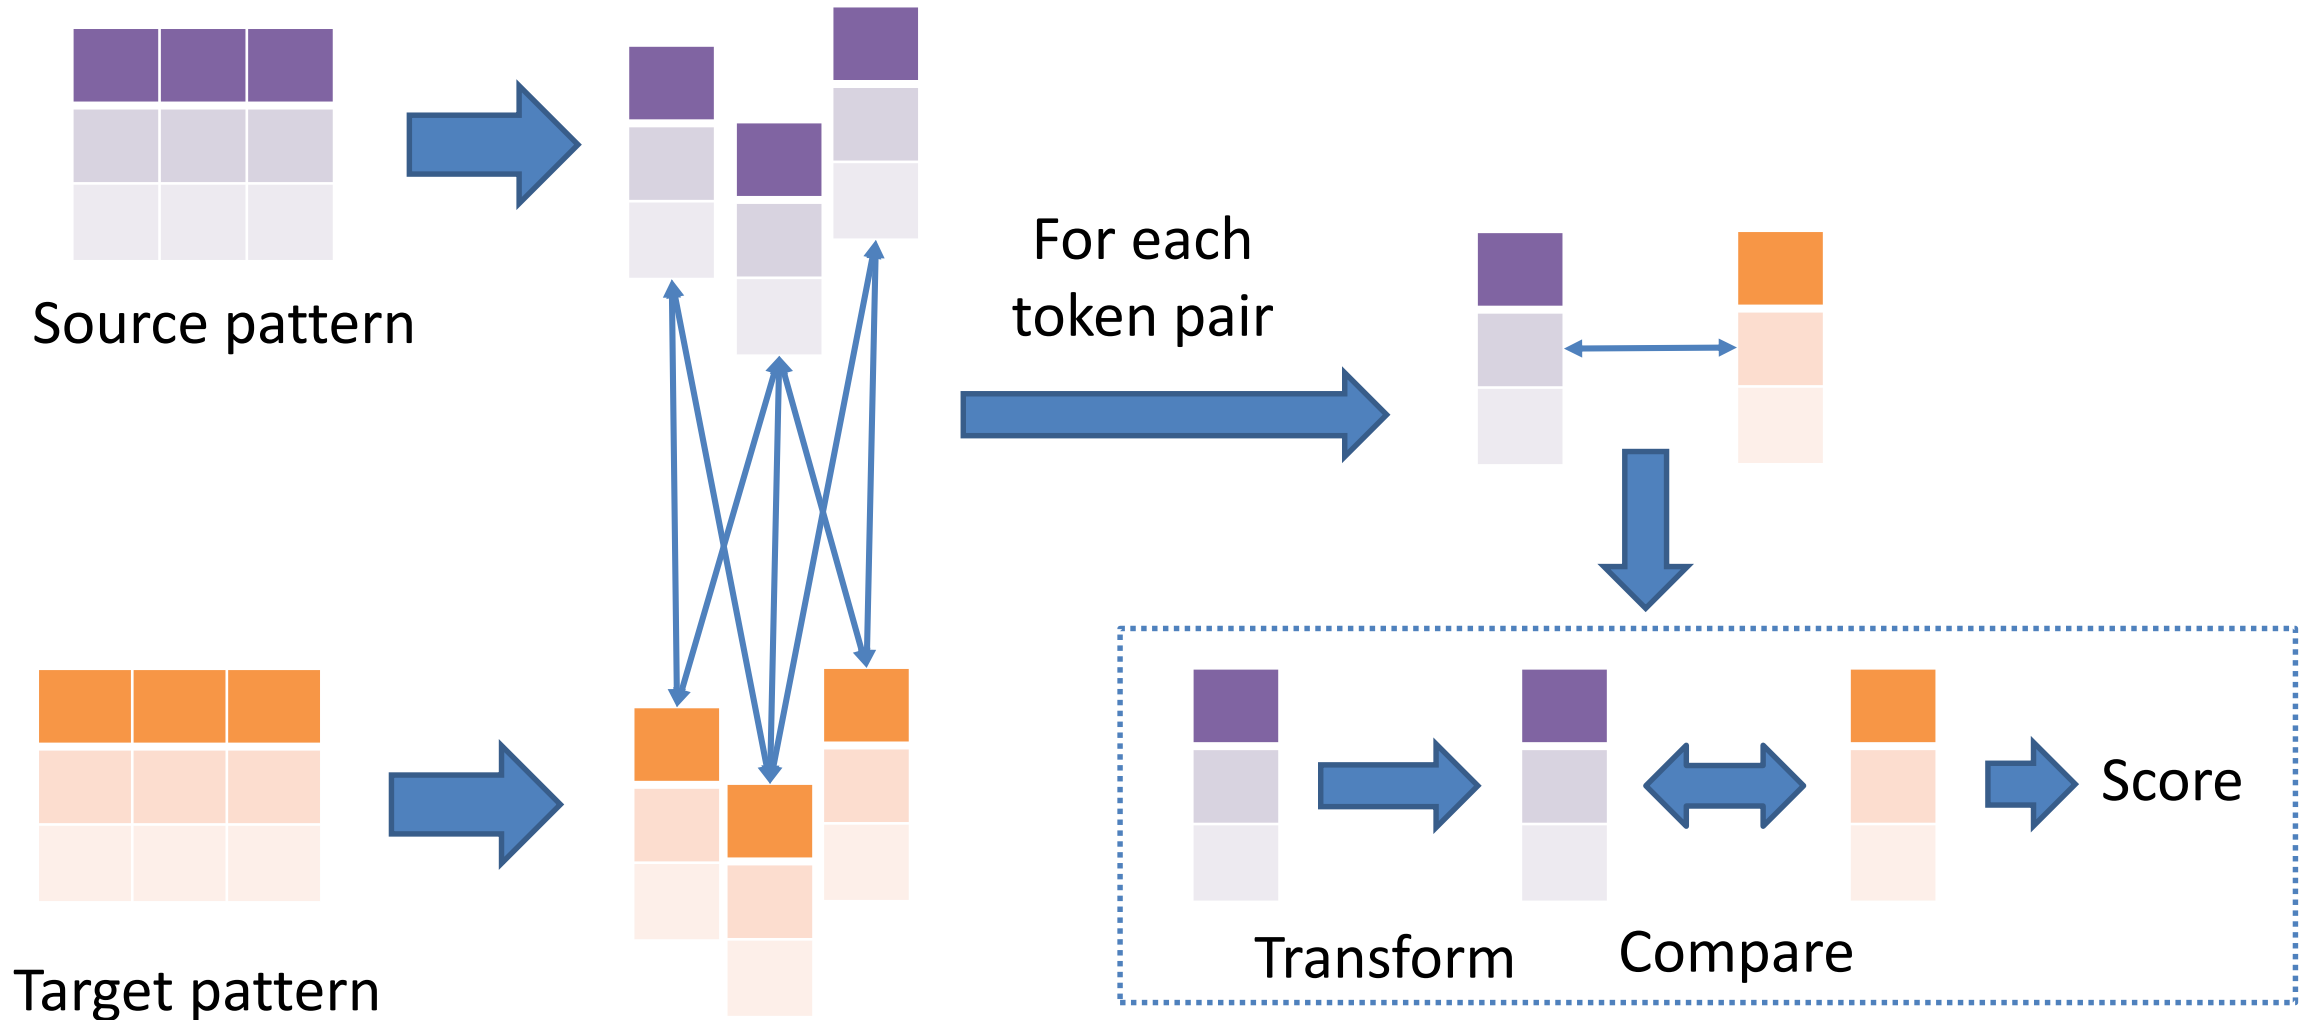 Source pattern
For each
token pair
Target pattern
Transform
Compare
Score